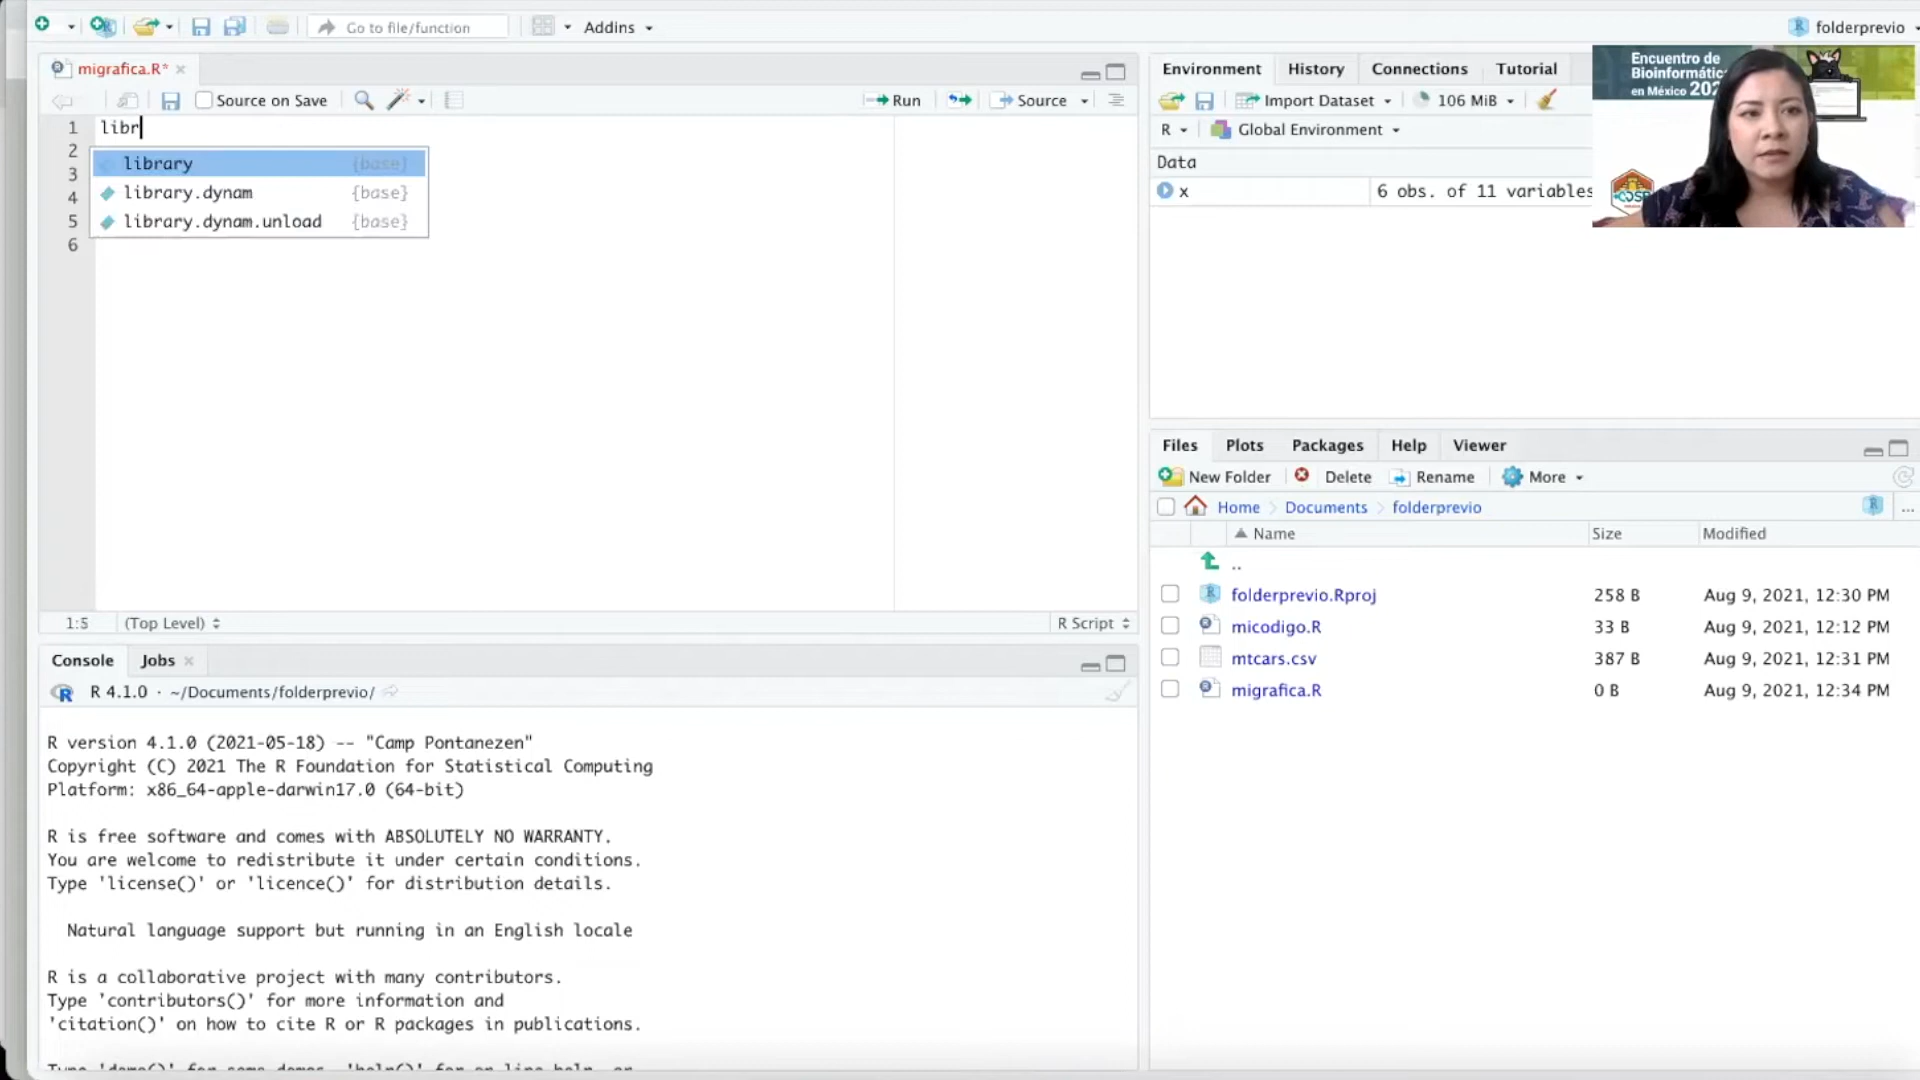 Go to file/function
Addins
folderprevio
migrafica.R*
Source on Save
Run
Source
1 libr
2
3
4
5
6
library {base}
library.dynam {base}
library.dynam.unload {base}
1:5 (Top Level) R Script
Console Jobs
R 4.1.0 · ~/Documents/folderprevio/
R version 4.1.0 (2021-05-18) -- "Camp Pontanezen"
Copyright (C) 2021 The R Foundation for Statistical Computing
Platform: x86_64-apple-darwin17.0 (64-bit)
R is free software and comes with ABSOLUTELY NO WARRANTY.
You are welcome to redistribute it under certain conditions.
Type 'license()' or 'licence()' for distribution details.
Natural language support but running in an English locale
R is a collaborative project with many contributors.
Type 'contributors()' for more information and
'citation()' on how to cite R or R packages in publications.
Environment History Connections Tutorial
Import Dataset 106 MiB
R Global Environment
Data
x 6 obs. of 11 variables
Encuentro de
Bioinformátic
en México 202
Files Plots Packages Help Viewer
New Folder Delete Rename More
Home Documents folderprevio ...
Name Size Modified
..
folderprevio.Rproj 258 B Aug 9, 2021, 12:30 PM
micodigo.R 33 B Aug 9, 2021, 12:12 PM
mtcars.csv 387 B Aug 9, 2021, 12:31 PM
migrafica.R 0 B Aug 9, 2021, 12:34 PM